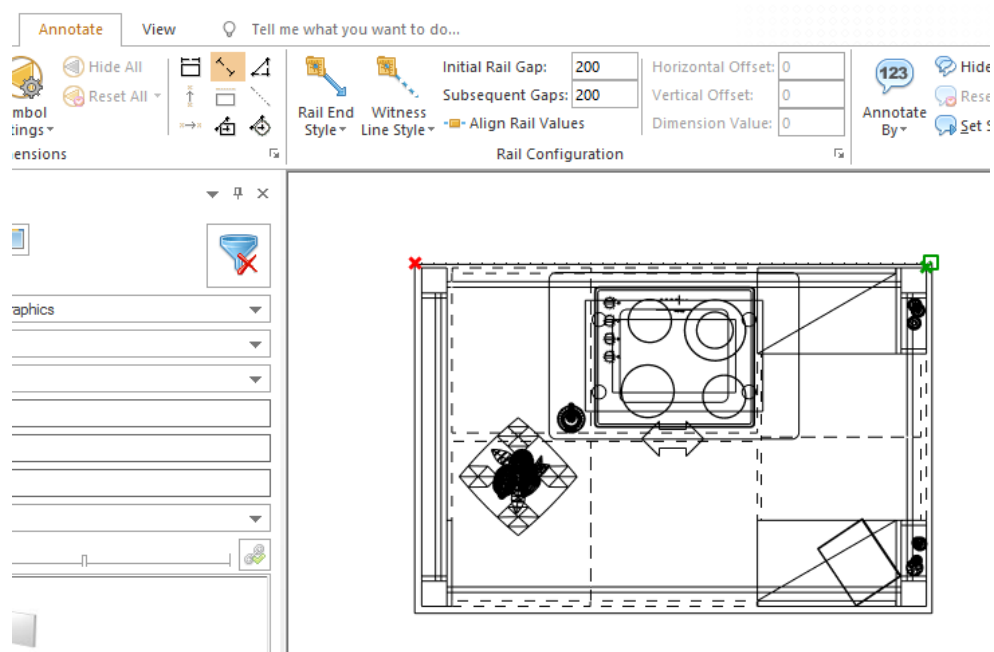 Annotate View Tell me what you want to do...
Hide All
Reset All
mbol
tings
ensions
Rail End
Style
Witness
Line Style
Initial Rail Gap: 200
Subsequent Gaps: 200
Align Rail Values
Horizontal Offset: 0
Vertical Offset: 0
Dimension Value: 0
Rail Configuration
123
Annotate
By
Hide
Rese
Set S
aphics